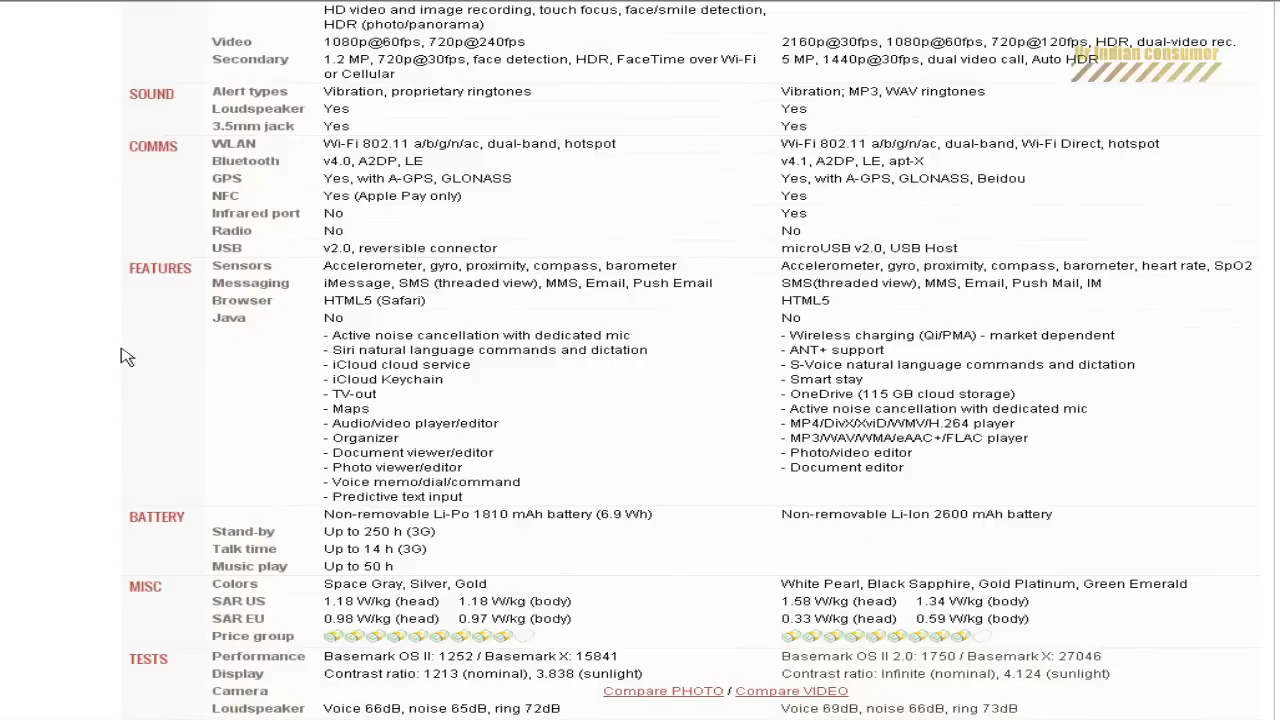 HD video and image recording, touch focus, face/smile detection,
HDR (photo/panorama)
Video 1080p@60fps, 720p@240fps 2160p@30fps, 1080p@60fps, 720p@120fps, HDR, dual-video rec.
Secondary 1.2 MP, 720p@30fps, face detection, HDR, FaceTime over Wi-Fi 5 MP, 1440p@30fps, dual video call, Auto HDR
or Cellular
Indian consumer
SOUND Alert types Vibration, proprietary ringtones Vibration; MP3, WAV ringtones
Loudspeaker Yes Yes
3.5mm jack Yes Yes
COMMS WLAN Wi-Fi 802.11 a/b/g/n/ac, dual-band, hotspot Wi-Fi 802.11 a/b/g/n/ac, dual-band, Wi-Fi Direct, hotspot
Bluetooth v4.0, A2DP, LE v4.1, A2DP, LE, apt-X
GPS Yes, with A-GPS, GLONASS Yes, with A-GPS, GLONASS, Beidou
NFC Yes (Apple Pay only) Yes
Infrared port No Yes
Radio No No
USB v2.0, reversible connector microUSB v2.0, USB Host
FEATURES Sensors Accelerometer, gyro, proximity, compass, barometer Accelerometer, gyro, proximity, compass, barometer, heart rate, SpO2
Messaging iMessage, SMS (threaded view), MMS, Email, Push Email SMS(threaded view), MMS, Email, Push Mail, IM
Browser HTML5 (Safari) HTML5
Java No No
- Active noise cancellation with dedicated mic - Wireless charging (Qi/PMA) - market dependent
- Siri natural language commands and dictation - ANT+ support
- iCloud cloud service - S-Voice natural language commands and dictation
- iCloud Keychain - Smart stay
- TV-out - OneDrive (115 GB cloud storage)
- Maps - Active noise cancellation with dedicated mic
- Audio/video player/editor - MP4/DivX/XviD/WMV/H.264 player
- Organizer - MP3/WAV/WMA/eAAC+/FLAC player
- Document viewer/editor - Photo/video editor
- Photo viewer/editor - Document editor
- Voice memo/dial/command
- Predictive text input
BATTERY Non-removable Li-Po 1810 mAh battery (6.9 Wh) Non-removable Li-Ion 2600 mAh battery
Stand-by Up to 250 h (3G)
Talk time Up to 14 h (3G)
Music play Up to 50 h
MISC Colors Space Gray, Silver, Gold White Pearl, Black Sapphire, Gold Platinum, Green Emerald
SAR US 1.18 W/kg (head) 1.18 W/kg (body) 1.58 W/kg (head) 1.34 W/kg (body)
SAR EU 0.98 W/kg (head) 0.97 W/kg (body) 0.33 W/kg (head) 0.59 W/kg (body)
Price group
TESTS Performance Basemark OS II: 1252 / Basemark X: 15841 Basemark OS II 2.0: 1750 / Basemark X: 27046
Display Contrast ratio: 1213 (nominal), 3.838 (sunlight) Contrast ratio: Infinite (nominal), 4.124 (sunlight)
Camera Compare PHOTO / Compare VIDEO
Loudspeaker Voice 66dB, noise 65dB, ring 72dB Voice 69dB, noise 66dB, ring 73dB